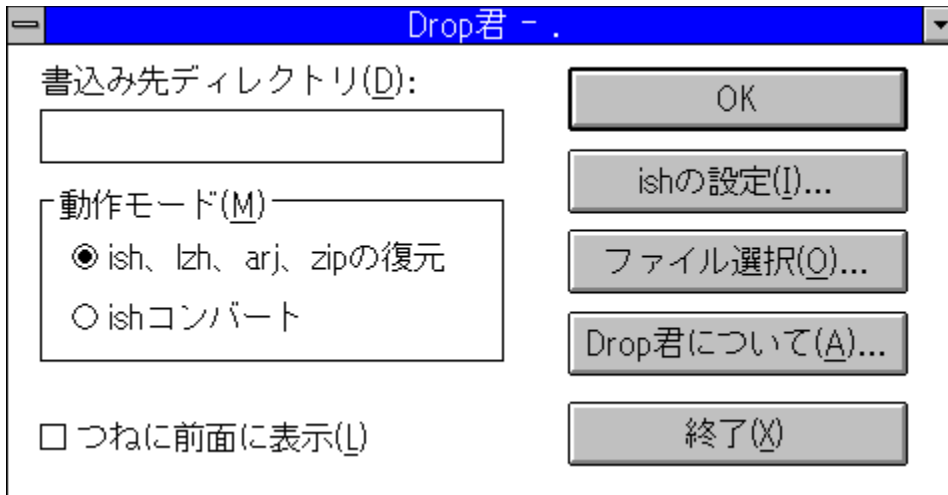 Drop君 - .
書込み先ディレクトリ(D):
動作モード(M)
ish、lzh、arj、zipの復元
ishコンバート
つねに前面に表示(L)
OK
ishの設定(I)...
ファイル選択(O)...
Drop君について(A)...
終了(X)